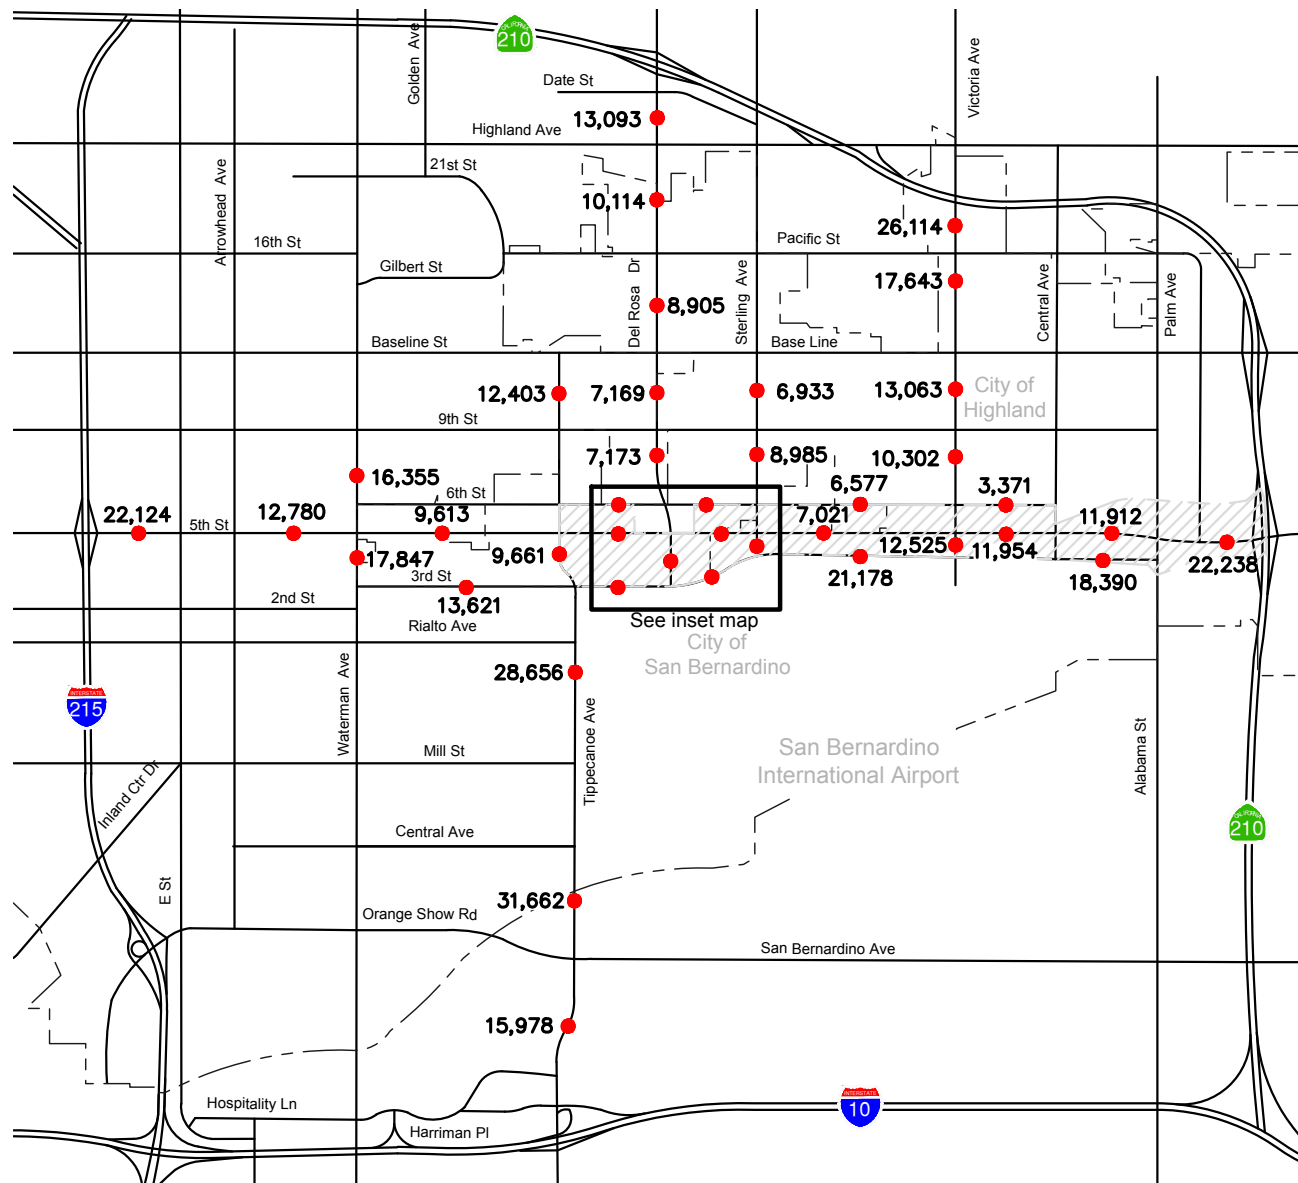 CALIFORNIA
210
Golden Ave
Victoria Ave
Date St
13,093
Highland Ave
21st St
Arrowhead Ave
10,114
26,114
16th St
Pacific St
Gilbert St
Del Rosa Dr
Sterling Ave
17,643
Central Ave
Palm Ave
8,905
Baseline St
Base Line
12,403
7,169
6,933
13,063
City of
Highland
9th St
7,173
8,985
10,302
16,355
6th St
6,577
3,371
22,124
5th St
12,780
9,613
7,021
11,912
17,847
9,661
12,525
11,954
22,238
3rd St
21,178
18,390
2nd St
13,621
Rialto Ave
See inset map
City of
San Bernardino
28,656
Waterman Ave
Tippecanoe Ave
INTERSTATE
215
Mill St
San Bernardino
International Airport
Alabama St
Inland Ctr Dr
Central Ave
CALIFORNIA
210
E St
31,662
Orange Show Rd
San Bernardino Ave
15,978
Hospitality Ln
INTERSTATE
10
Harriman Pl